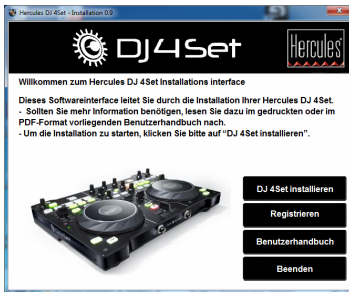 Hercules DJ 4Set - Installation 0.9
DJ4Set
Hercules
Willkommen zum Hercules DJ 4Set Installations interface
Dieses Softwareinterface leitet Sie durch die Installation Ihrer Hercules DJ 4Set.
- Sollten Sie mehr Information benötigen, lesen Sie dazu im gedruckten oder im
PDF-Format vorliegenden Benutzerhandbuch nach.
- Um die Installation zu starten, klicken Sie bitte auf "DJ 4Set installieren".
DJ 4Set installieren
Registrieren
Benutzerhandbuch
Beenden